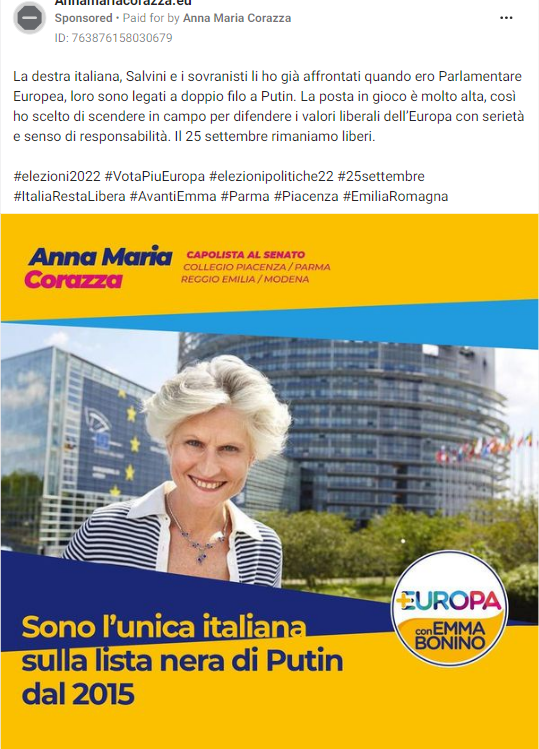 Annamariacorazza.eu
Sponsored • Paid for by Anna Maria Corazza
ID: 763876158030679
La destra italiana, Salvini e i sovranisti li ho già affrontati quando ero Parlamentare
Europea, loro sono legati a doppio filo a Putin. La posta in gioco è molto alta, così
ho scelto di scendere in campo per difendere i valori liberali dell'Europa con serietà
e senso di responsabilità. Il 25 settembre rimaniamo liberi.
#elezioni2022 #VotaPiuEuropa #elezionipolitiche22 #25settembre
#ItaliaRestaLibera #AvantiEmma #Parma #Piacenza #EmiliaRomagna
Anna Maria
Corazza
CAPOLISTA AL SENATO
COLLEGIO PIACENZA / PARMA
REGGIO EMILIA / MODENA
+EUROPA
con EMMA
BONINO
Sono l'unica italiana
sulla lista nera di Putin
dal 2015